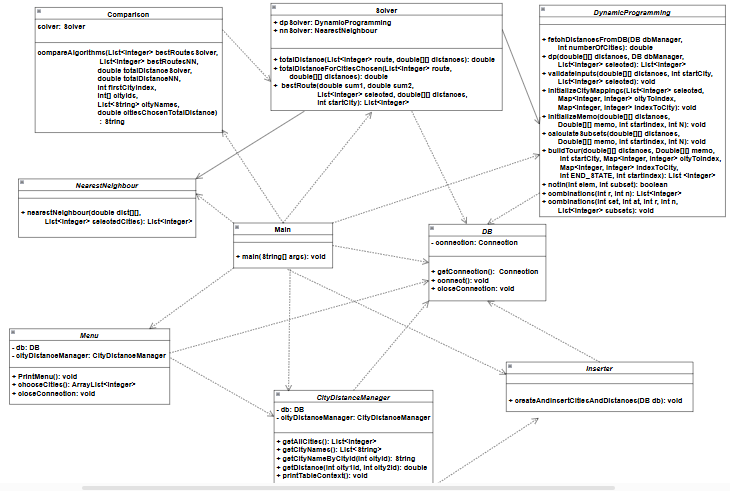 Comparison
solver: Solver
compareAlgorithms(List<Integer> bestRouteSolver,
List<Integer> bestRouteNN,
double totalDistanceSolver,
double totalDistanceNN,
int firstCityIndex,
int[] cityIds,
List<String> cityNames,
double citiesChosenTotalDistance)
: String
Solver
+ dpSolver: DynamicProgramming
+ nnSolver: NearestNeighbour
+ totalDistance(List<Integer> route, double[][] distances): double
+ totalDistanceForCitiesChosen(List<Integer> route,
double[][] distances): double
+ bestRoute(double sum1, double sum2,
List<Integer> selected, double[][] distances,
int startCity): List<Integer>
DynamicProgramming
+ fetchDistancesFromDB(DB dbManager,
int numberOfCities): double
+ dp(double[][] distances, DB dbManager,
List<Integer> selected): List<Integer>
+ validateInputs(double[][] distances, int startCity,
List<Integer> selected): void
+ initializeCityMappings(List<Integer> selected,
Map<Integer, Integer> cityToIndex,
Map<Integer, Integer> indexToCity): void
+ initializeMemo(double[][] distances,
Double[][] memo, int startIndex, int N): void
+ calculateSubsets(double[][] distances,
Double[][] memo, int startIndex, int N): void
+ buildTour(double[][] distances, Double[][] memo,
int startCity, Map<Integer, Integer> cityToIndex,
Map<Integer, Integer> indexToCity,
int END_STATE, int startIndex): List <Integer>
+ notIn(int elem, int subset): boolean
+ combinations(int r, int n): List<Integer>
+ combinations(int set, int at, int r, int n,
List<Integer> subsets): void
NearestNeighbour
+ nearestNeighbour(double dist[][],
List<Integer> selectedCities): List<Integer>
Main
+ main(String[] args): void
DB
- connection: Connection
+ getConnection(): Connection
+ connect(): void
+ closeConnection: void
Menu
- db: DB
- cityDistanceManager: CityDistanceManager
+ PrintMenu(): void
+ chooseCities(): ArrayList<Integer>
+ closeConnection: void
CityDistanceManager
- db: DB
- cityDistanceManager: CityDistanceManager
+ getAllCities(): List<Integer>
+ getCityNames(): List<String>
+ getCityNameByCityId(int cityId): String
+ getDistance(int city1Id, int city2Id): double
+ printTableContext(): void
Inserter
+ createAndInsertCitiesAndDistances(DB db): void